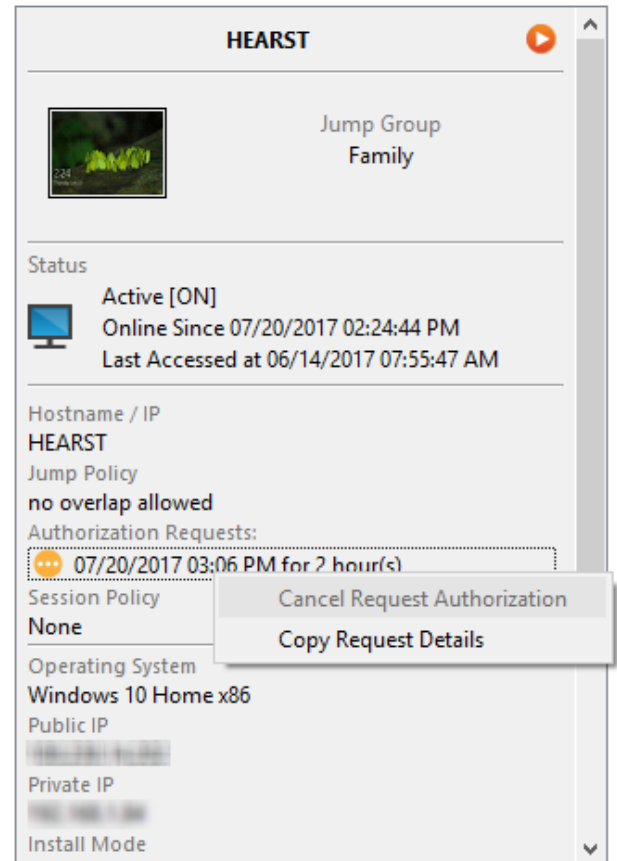 HEARST
Jump Group
Family
2:24
Status
Active [ON]
Online Since 07/20/2017 02:24:44 PM
Last Accessed at 06/14/2017 07:55:47 AM
Hostname / IP
HEARST
Jump Policy
no overlap allowed
Authorization Requests:
07/20/2017 03:06 PM for 2 hour(s)
Cancel Request Authorization
Copy Request Details
Session Policy
None
Operating System
Windows 10 Home x86
Public IP
Private IP
Install Mode